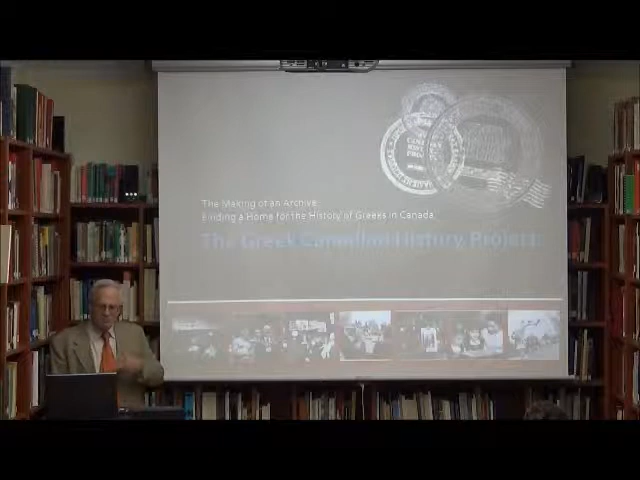 The Making of an Archive:
Finding a Home for the History of Greeks in Canada
The Greek Canadian History Project